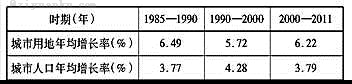 时期(年) 1985—1990 1990—2000 2000—2011
城市用地年均增长率(%) 6.49 5.72 6.22
城市人口年均增长率(%) 3.77 4.28 3.79